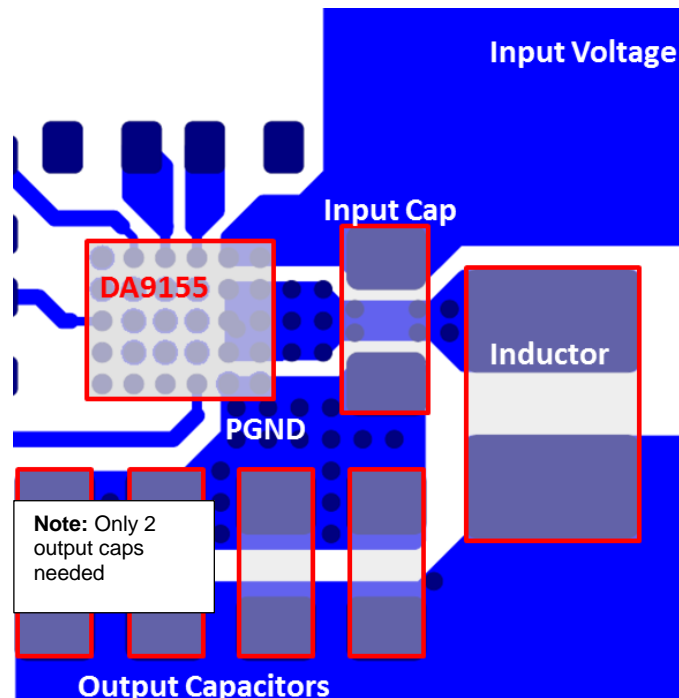 Input Voltage
Input Cap
DA9155
Inductor
PGND
Note: Only 2
output caps
needed
Output Capacitors